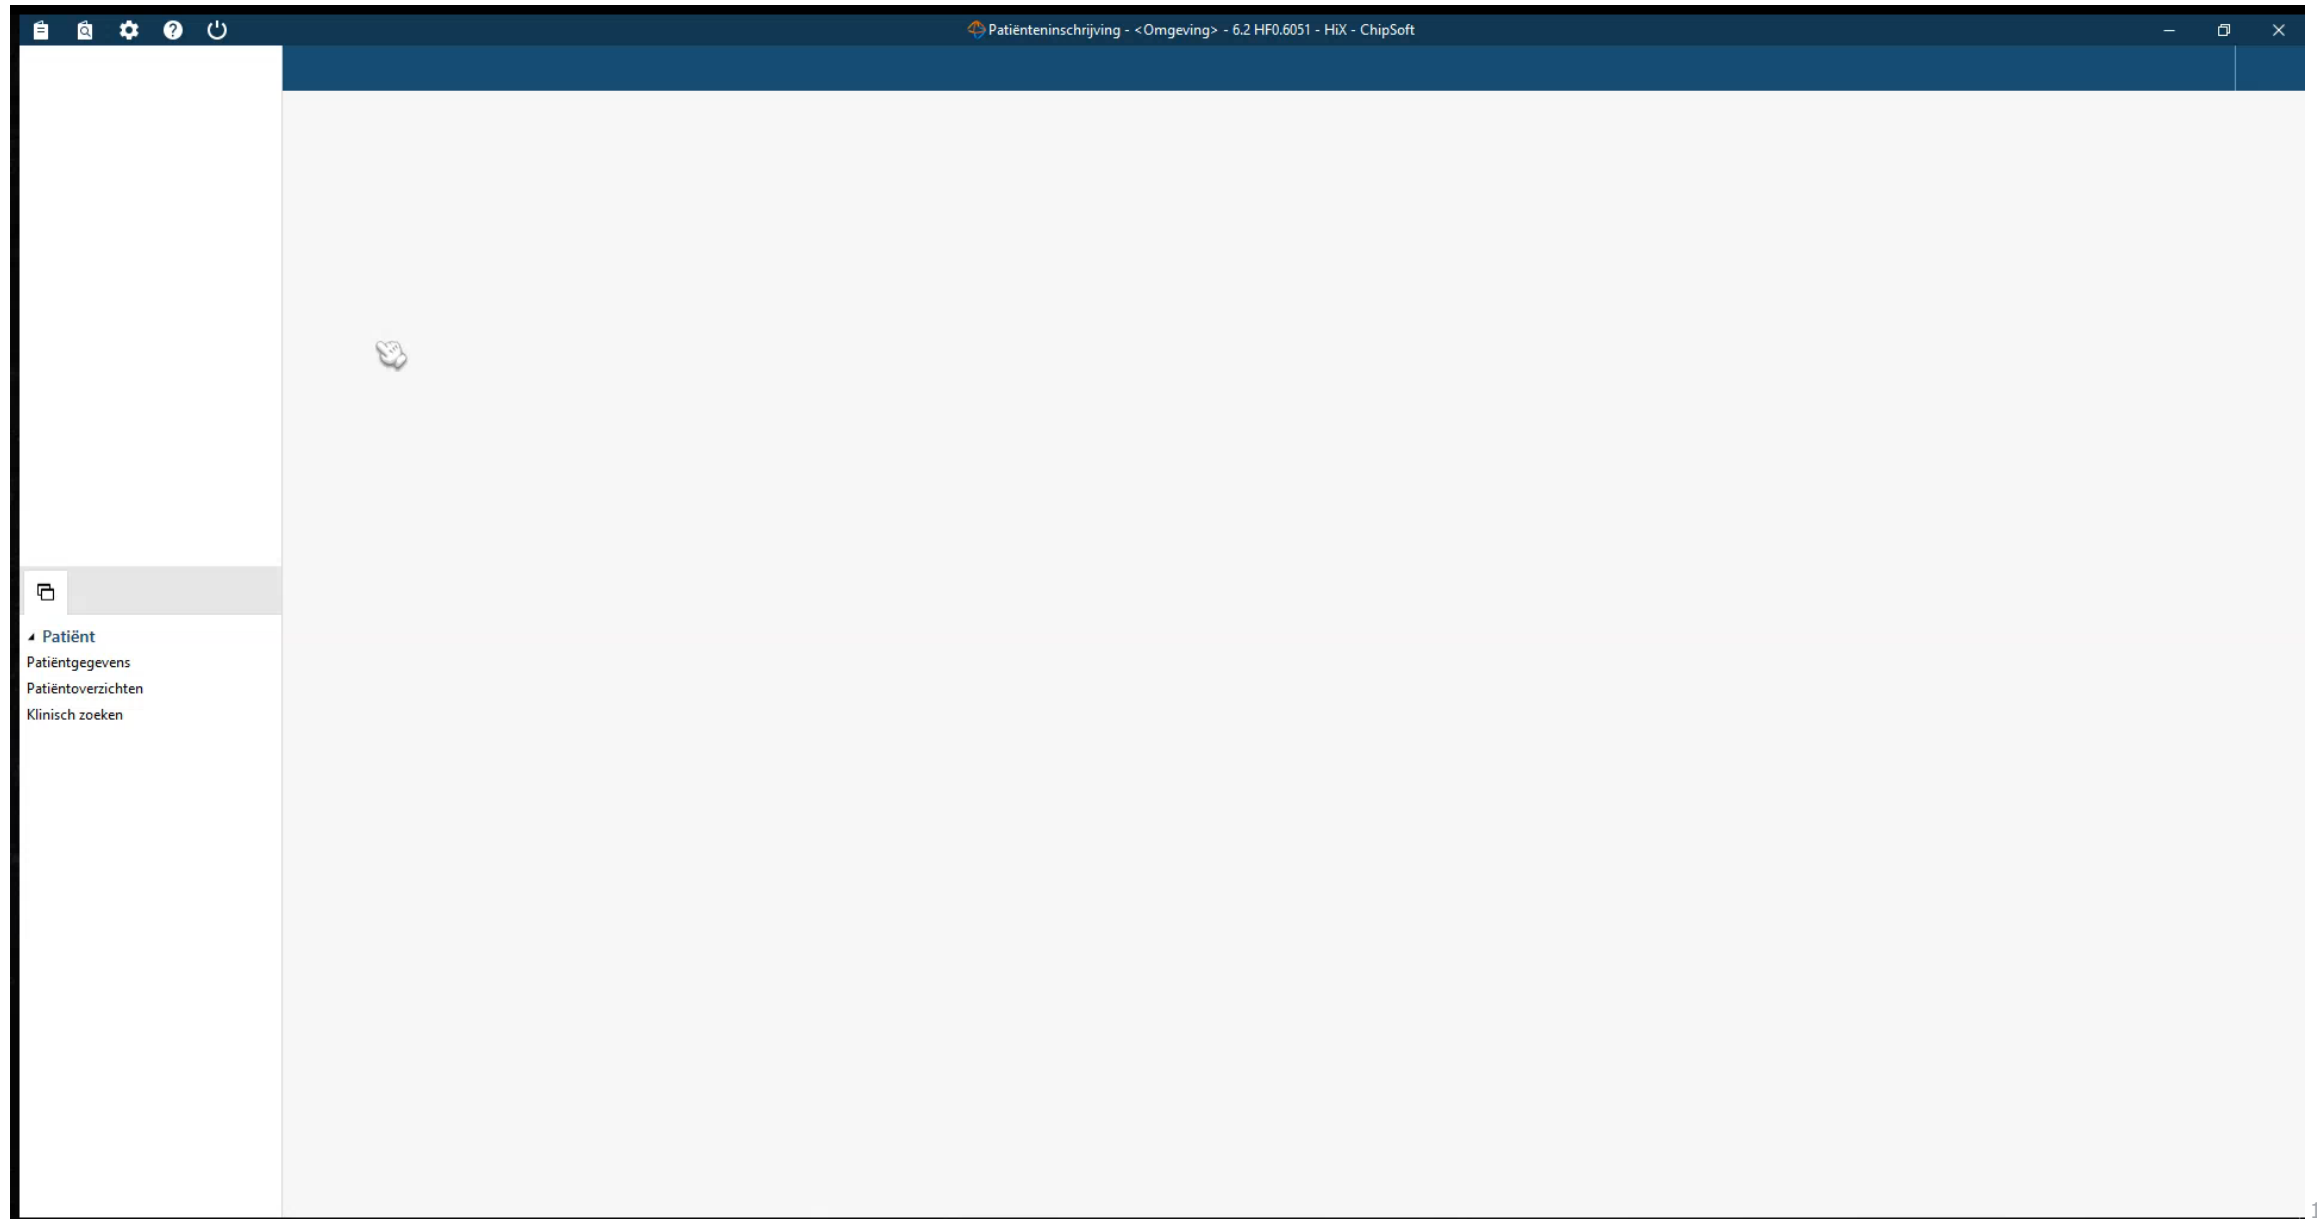 Patiënteninschrijving - <Omgeving> - 6.2 HF0.6051 - HiX - ChipSoft
Patiënt
Patiëntgegevens
Patiëntoverzichten
Klinisch zoeken